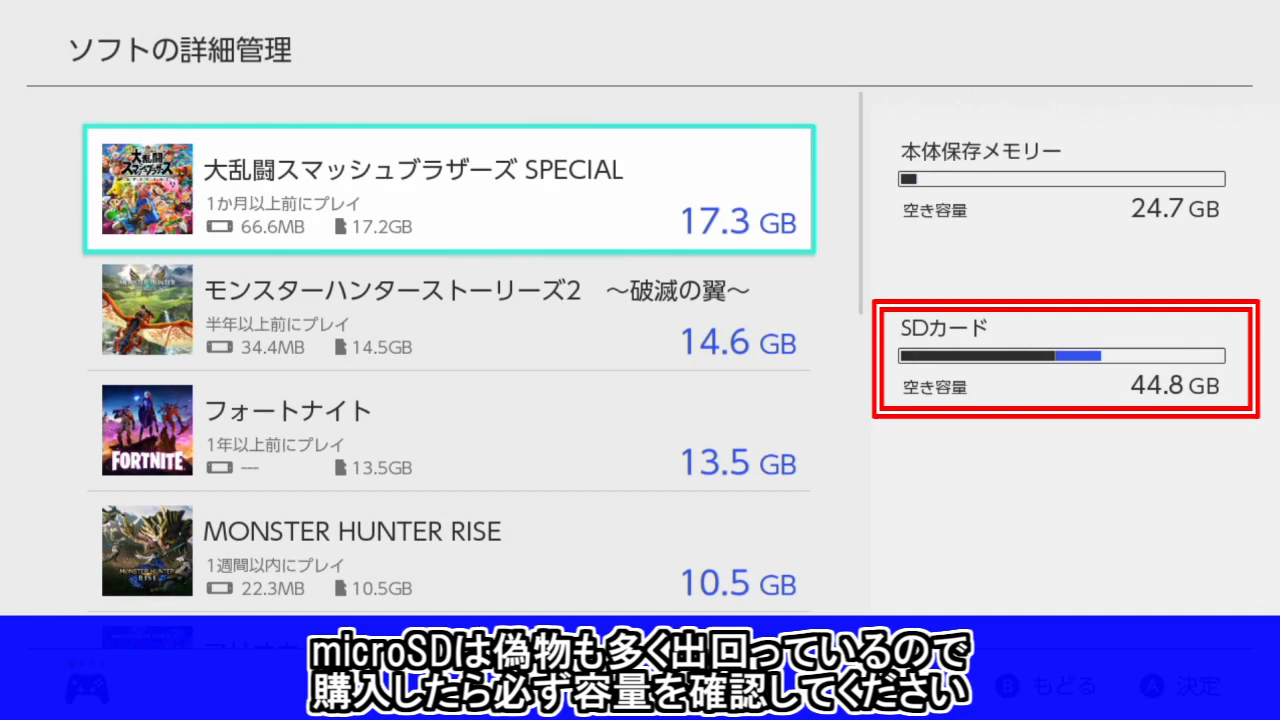 ソフトの詳細管理
大乱闘スマッシュブラザーズ SPECIAL
1か月以上前にプレイ
66.6MB 17.2GB
17.3 GB
モンスターハンターストーリーズ2 ～破滅の翼～
半年以上前にプレイ
34.4MB 14.5GB
14.6 GB
FORTNITE
フォートナイト
1年以上前にプレイ
--- 13.5GB
13.5 GB
MONSTER HUNTER RISE
1週間以内にプレイ
22.3MB 10.5GB
10.5 GB
本体保存メモリー
空き容量 24.7 GB
SDカード
空き容量 44.8 GB
microSDは偽物も多く出回っているので
購入したら必ず容量を確認してください
B もどる A 決定